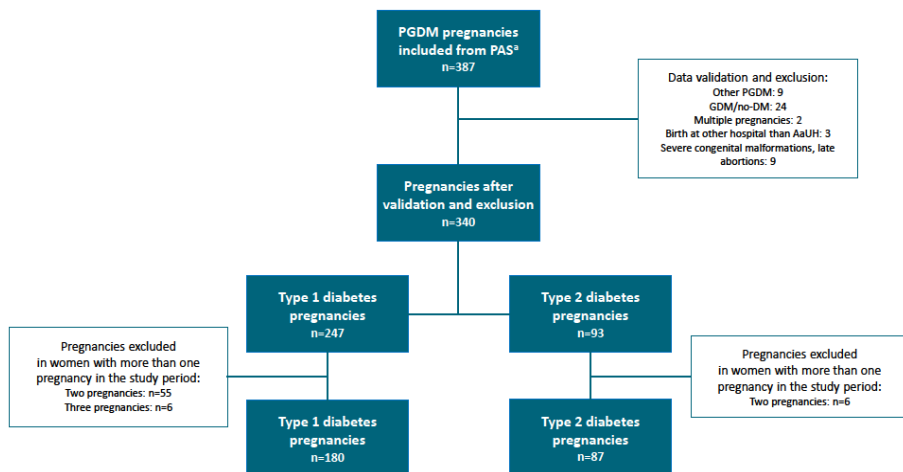 PGDM pregnancies
included from PASª
n=387
Data validation and exclusion:
Other PGDM: 9
GDM/no-DM: 24
Multiple pregnancies: 2
Birth at other hospital than AaUH: 3
Severe congenital malformations, late
abortions: 9
Pregnancies after
validation and exclusion
n=340
Type 1 diabetes
pregnancies
n=247
Type 2 diabetes
pregnancies
n=93
Pregnancies excluded
in women with more than one
pregnancy in the study period:
Two pregnancies: n=55
Three pregnancies: n=6
Pregnancies excluded
in women with more than one
pregnancy in the study period:
Two pregnancies: n=6
Type 1 diabetes
pregnancies
n=180
Type 2 diabetes
pregnancies
n=87